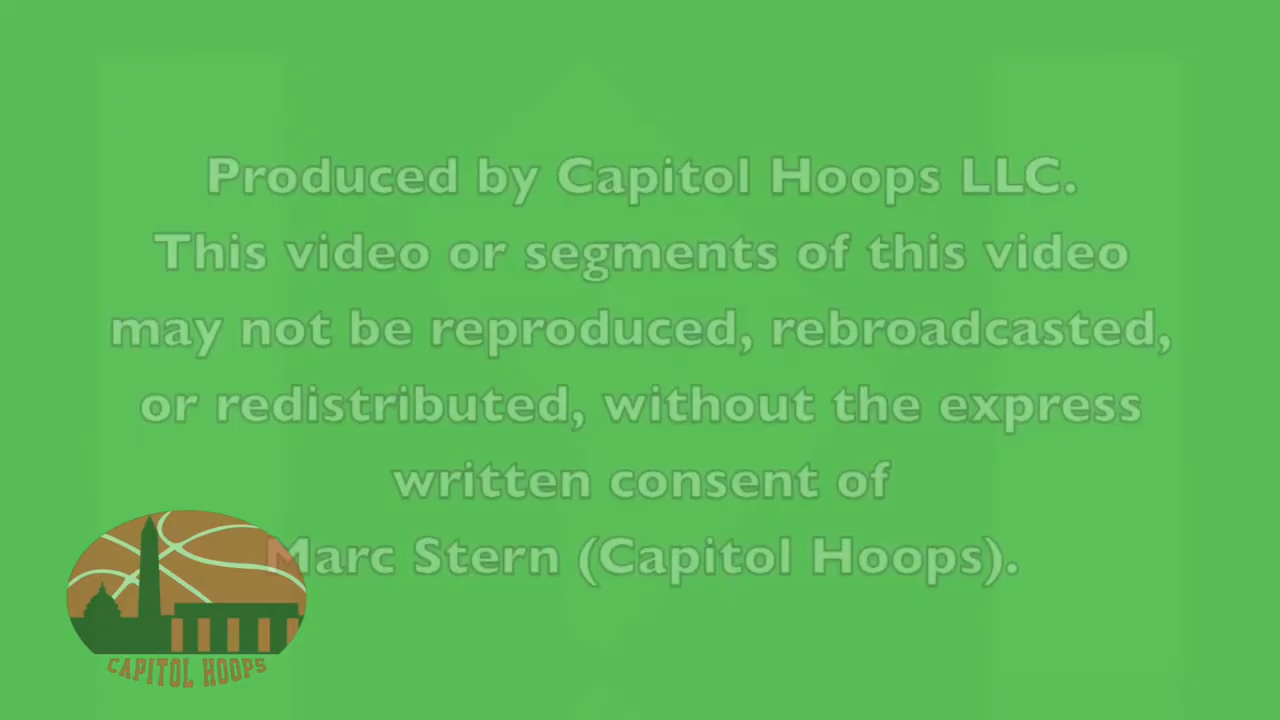 Produced by Capitol Hoops LLC.
This video or segments of this video
may not be reproduced, rebroadcasted,
or redistributed, without the express
written consent of
Marc Stern (Capitol Hoops).
CAPITOL HOOPS